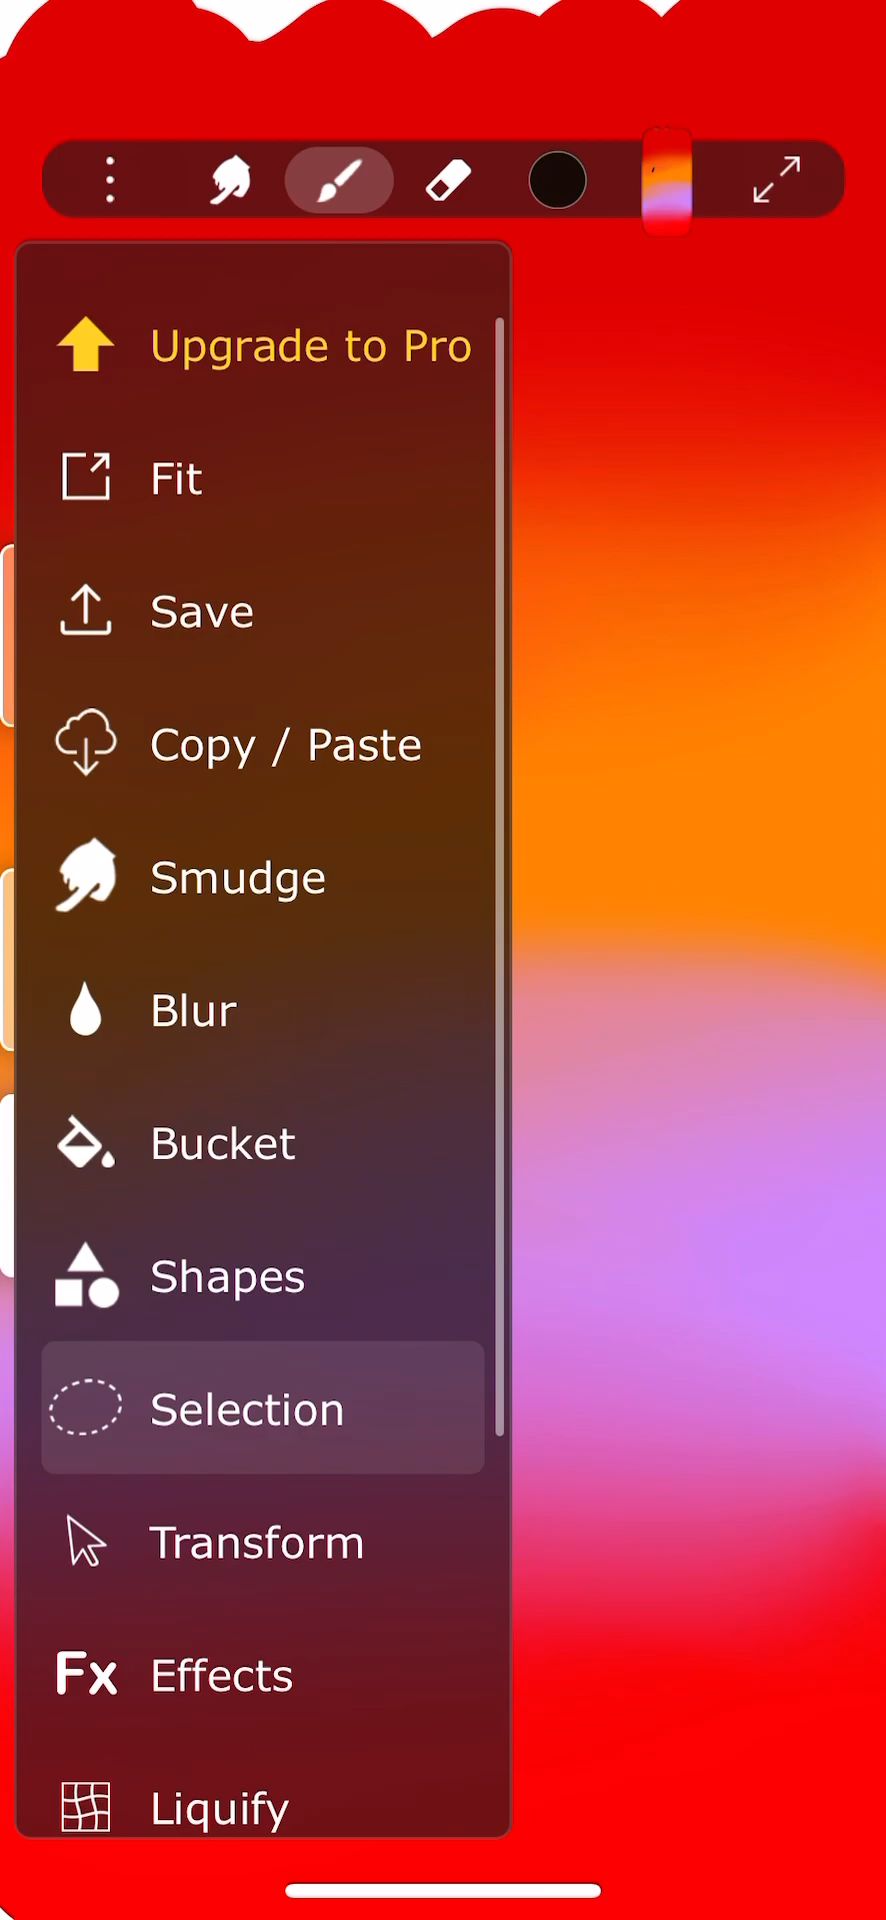 Upgrade to Pro
Fit
Save
Copy / Paste
Smudge
Blur
Bucket
Shapes
Selection
Transform
Fx Effects
Liquify